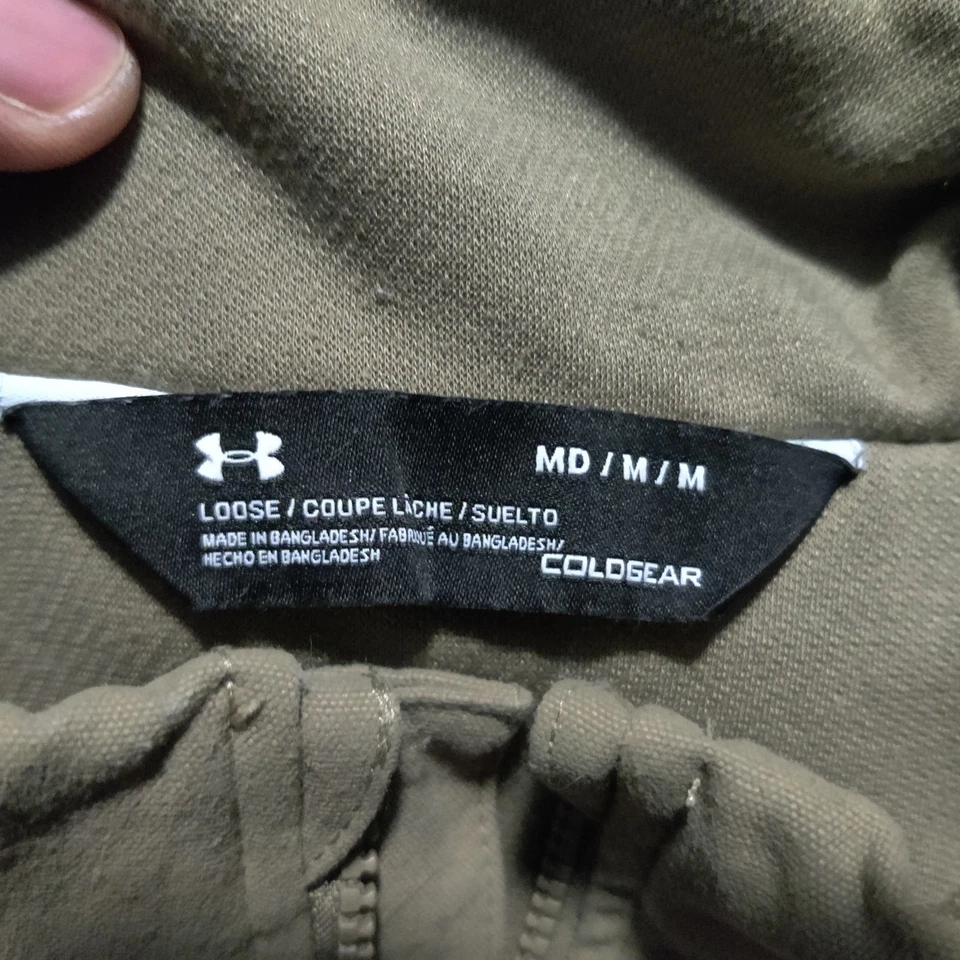 MD / M / M
LOOSE / COUPE LÂCHE / SUELTO
MADE IN BANGLADESH/ FABRIQUÉ AU BANGLADESH/
HECHO EN BANGLADESH
COLDGEAR